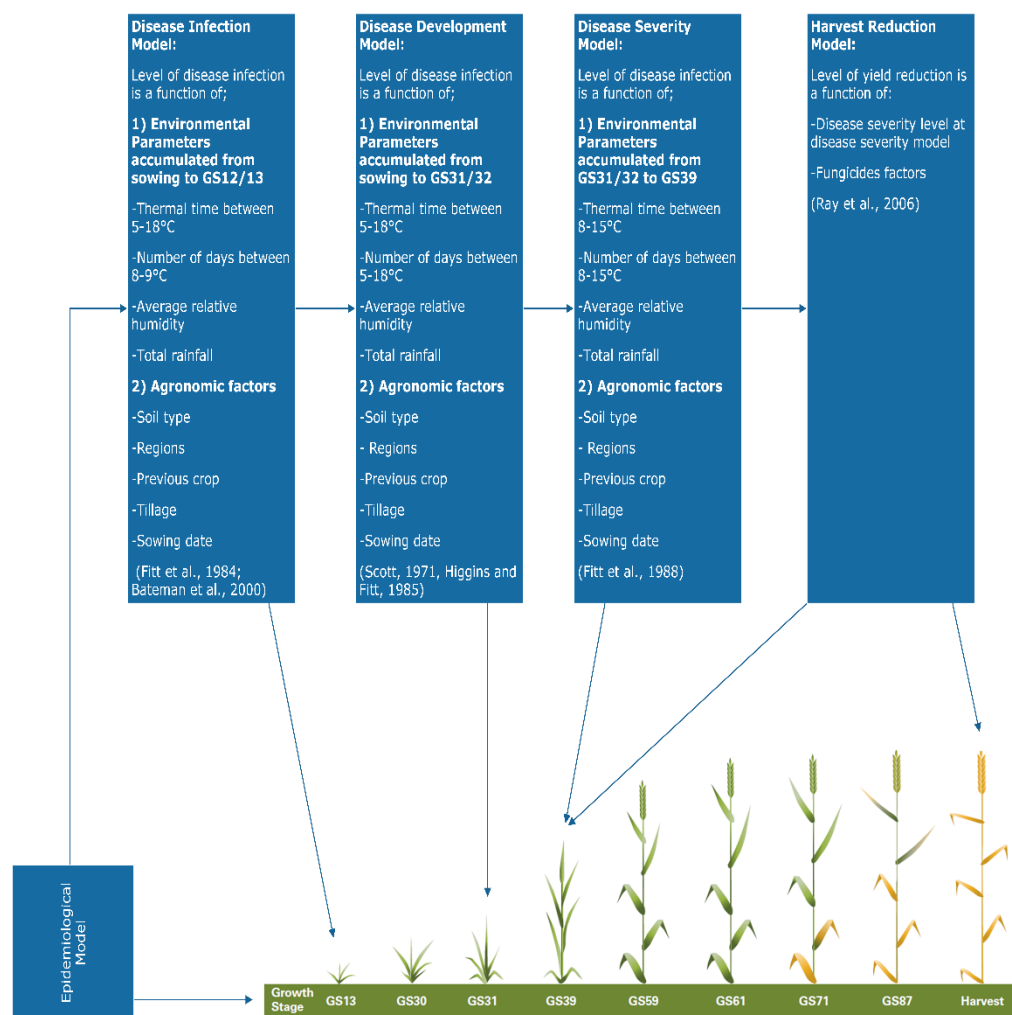 Disease Infection
Model:
Level of disease infection
is a function of;
1) Environmental
Parameters
accumulated from
sowing to GS12/13
-Thermal time between
5-18°C
-Number of days between
8-9°C
-Average relative
humidity
-Total rainfall
2) Agronomic factors
-Soil type
-Regions
-Previous crop
-Tillage
-Sowing date
(Fitt et al., 1984;
Bateman et al., 2000)
Disease Development
Model:
Level of disease infection
is a function of;
1) Environmental
Parameters
accumulated from
sowing to GS31/32
-Thermal time between
5-18°C
-Number of days between
5-18°C
-Average relative
humidity
-Total rainfall
2) Agronomic factors
-Soil type
- Regions
-Previous crop
-Tillage
-Sowing date
(Scott, 1971, Higgins and
Fitt, 1985)
Disease Severity
Model:
Level of disease infection
is a function of;
1) Environmental
Parameters
accumulated from
GS31/32 to GS39
-Thermal time between
8-15°C
-Number of days between
8-15°C
-Average relative
humidity
-Total rainfall
2) Agronomic factors
-Soil type
- Regions
-Previous crop
-Tillage
-Sowing date
(Fitt et al., 1988)
Harvest Reduction
Model:
Level of yield reduction is
a function of:
-Disease severity level at
disease severity model
-Fungicides factors
(Ray et al., 2006)
Epidemiological
Model
Growth
Stage
GS13
GS30
GS31
GS39
GS59
GS61
GS71
GS87
Harvest